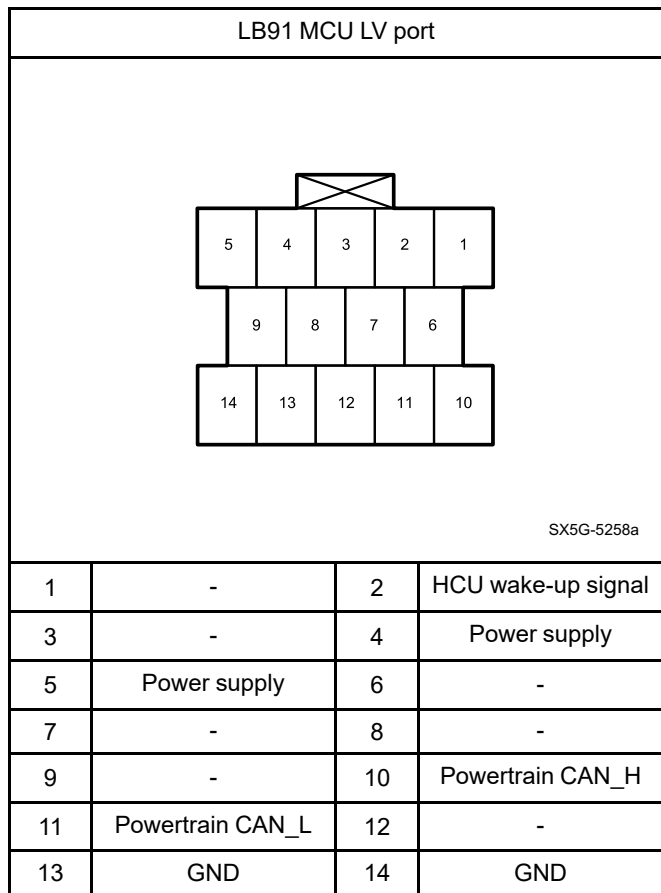 LB91 MCU LV port
5 4 3 2 1
9 8 7 6
14 13 12 11 10
SX5G-5258a
1 - 2 HCU wake-up signal
3 - 4 Power supply
5 Power supply 6 -
7 - 8 -
9 - 10 Powertrain CAN_H
11 Powertrain CAN_L 12 -
13 GND 14 GND